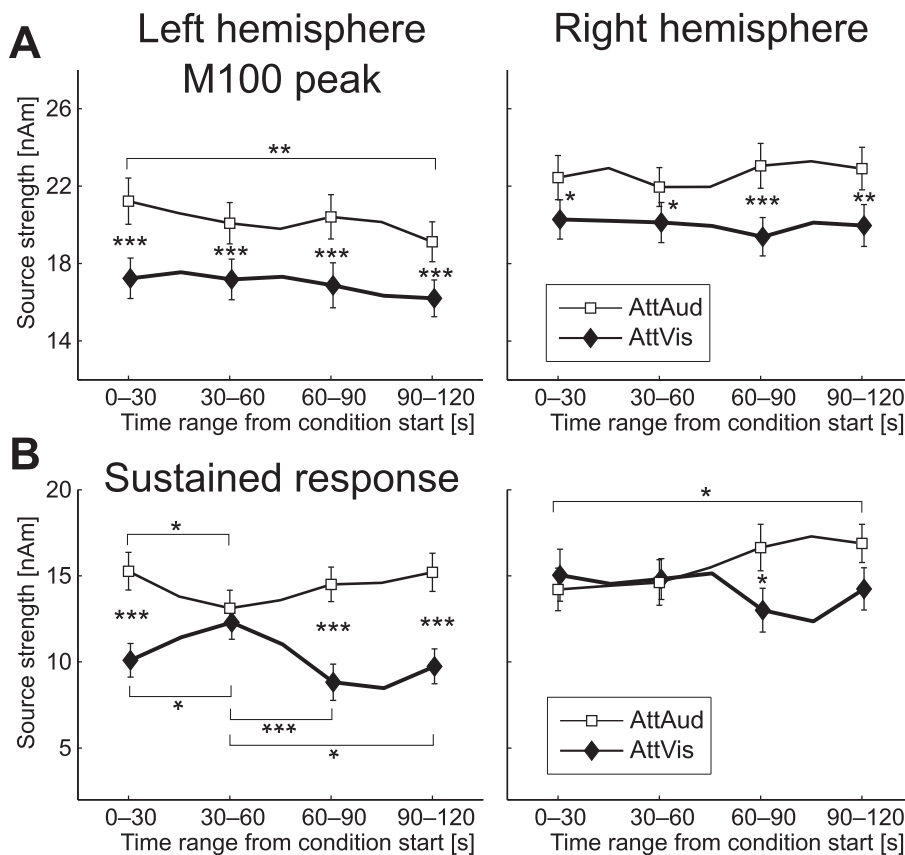 A
Left hemisphere
Right hemisphere
M100 peak
Source strength [nAm]
26
22
18
14
**
***
***
***
***
*
*
***
**
AttAud
AttVis
0–30
30–60
60–90
90–120
Time range from condition start [s]
0–30
30–60
60–90
90–120
Time range from condition start [s]
B
Sustained response
Source strength [nAm]
20
15
10
5
*
***
***
***
*
***
*
*
*
AttAud
AttVis
0–30
30–60
60–90
90–120
Time range from condition start [s]
0–30
30–60
60–90
90–120
Time range from condition start [s]